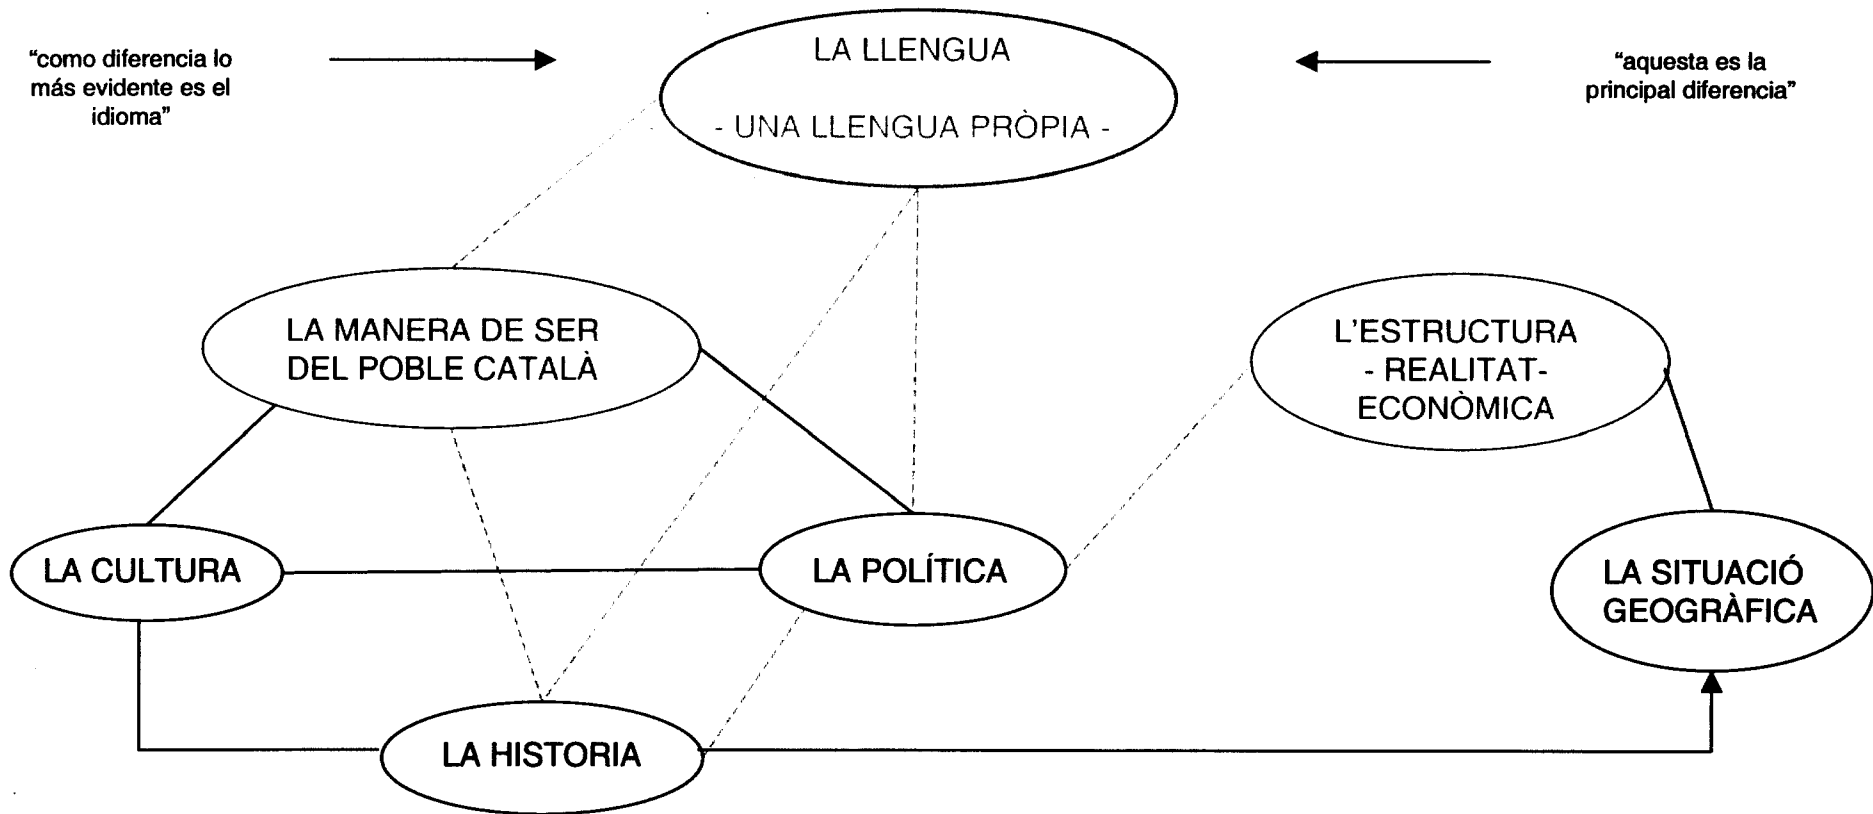 “como diferencia lo
más evidente es el
idioma”
LA LLENGUA
- UNA LLENGUA PRÒPIA -
“aquesta es la
principal diferencia”
LA MANERA DE SER
DEL POBLE CATALÀ
L'ESTRUCTURA
- REALITAT-
ECONÒMICA
LA CULTURA
LA POLÍTICA
LA SITUACIÓ
GEOGRÀFICA
LA HISTORIA